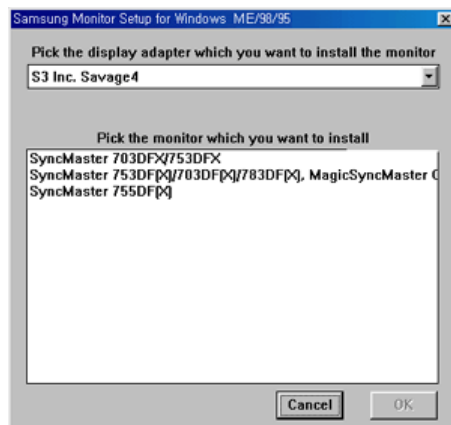 Samsung Monitor Setup for Windows ME/98/95
Pick the display adapter which you want to install the monitor
S3 Inc. Savage4
Pick the monitor which you want to install
SyncMaster 703DFX/753DFX
SyncMaster 753DF[X]/703DF[X]/783DF[X], MagicSyncMaster
SyncMaster 755DF[X]
Cancel OK